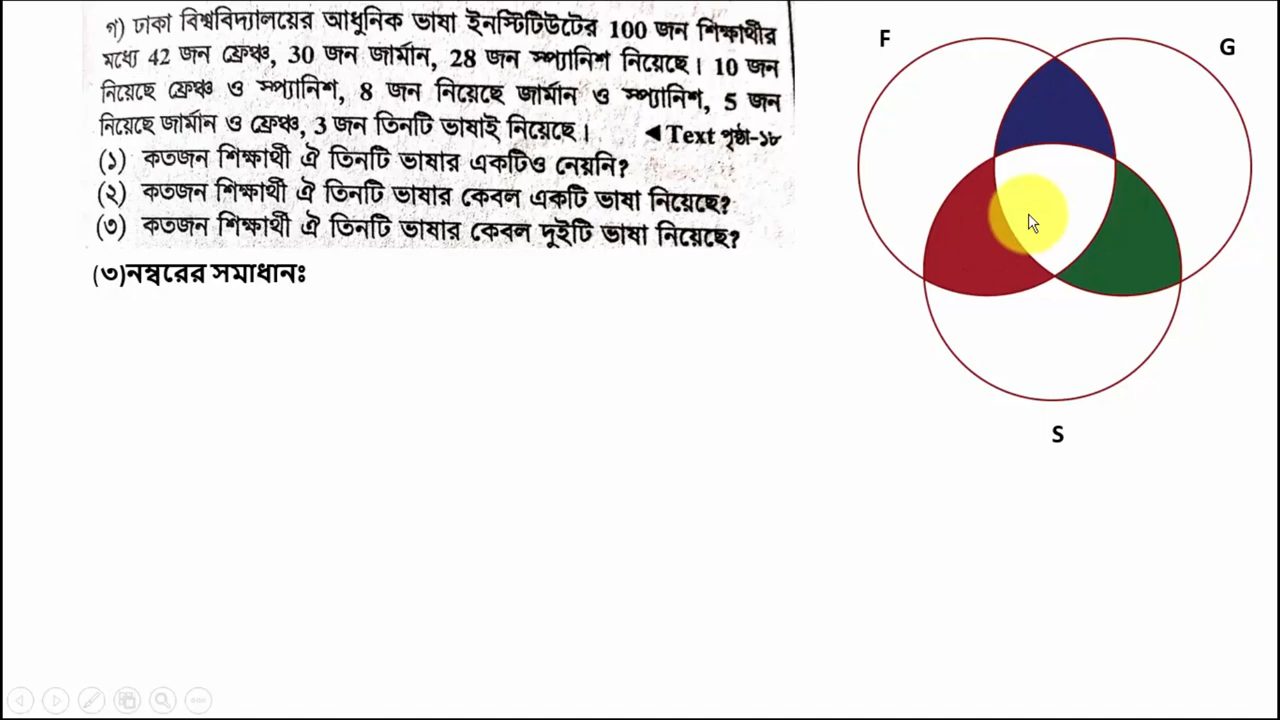 গ) ঢাকা বিশ্ববিদ্যালয়ের আধুনিক ভাষা ইনস্টিটিউটের 100 জন শিক্ষার্থীর
মধ্যে 42 জন ফ্রেঞ্চ, 30 জন জার্মান, 28 জন স্প্যানিশ নিয়েছে। 10 জন
নিয়েছে ফ্রেঞ্চ ও স্প্যানিশ, 8 জন নিয়েছে জার্মান ও স্প্যানিশ, 5 জন
নিয়েছে জার্মান ও ফ্রেঞ্চ, 3 জন তিনটি ভাষাই নিয়েছে। ◄Text পৃষ্ঠা-১৮
(১) কতজন শিক্ষার্থী ঐ তিনটি ভাষার একটিও নেয়নি?
(২) কতজন শিক্ষার্থী ঐ তিনটি ভাষার কেবল একটি ভাষা নিয়েছে?
(৩) কতজন শিক্ষার্থী ঐ তিনটি ভাষার কেবল দুইটি ভাষা নিয়েছে?
(৩)নম্বরের সমাধানঃ
F
G
S